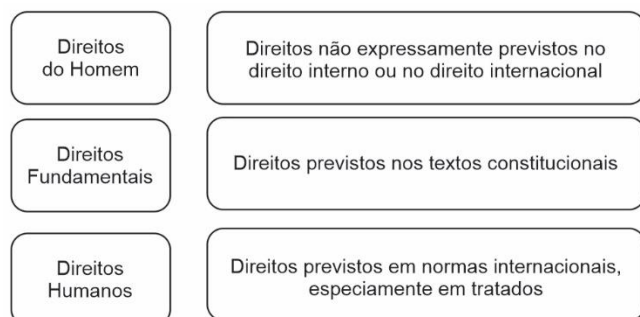 Direitos
do Homem
Direitos não expressamente previstos no
direito interno ou no direito internacional
Direitos
Fundamentais
Direitos previstos nos textos constitucionais
Direitos
Humanos
Direitos previstos em normas internacionais,
especiamente em tratados